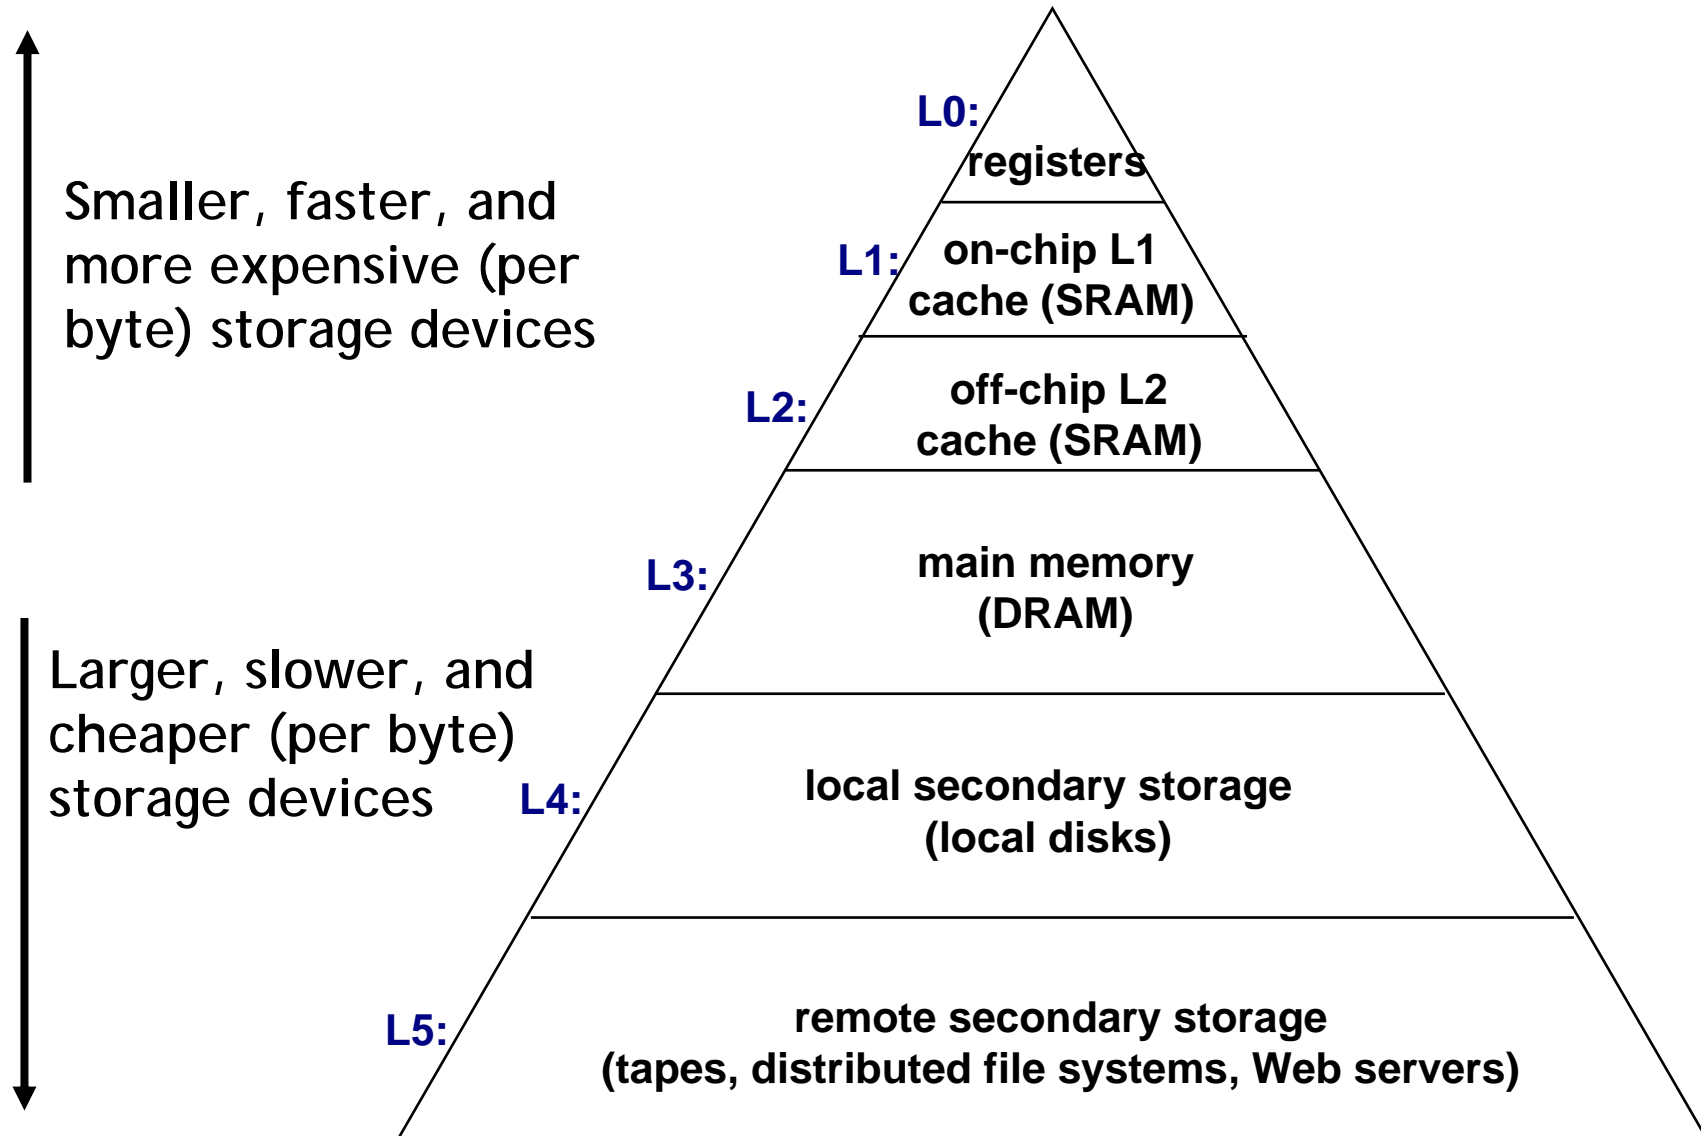 L0:
registers
Smaller, faster, and
more expensive (per
byte) storage devices
L1:
on-chip L1
cache (SRAM)
L2:
off-chip L2
cache (SRAM)
L3:
main memory
(DRAM)
Larger, slower, and
cheaper (per byte)
storage devices
L4:
local secondary storage
(local disks)
L5:
remote secondary storage
(tapes, distributed file systems, Web servers)